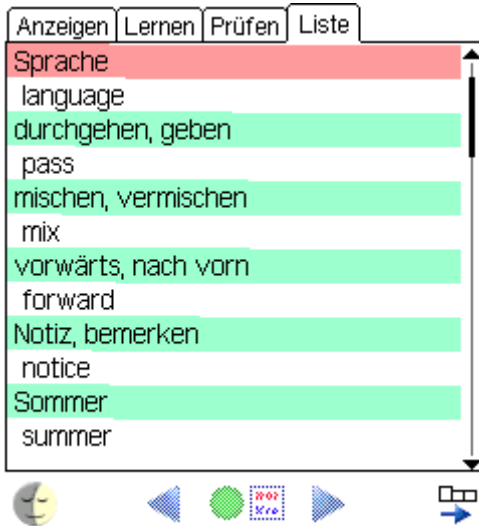 Anzeigen Lernen Prüfen Liste
Sprache
language
durchgehen, geben
pass
mischen, vermischen
mix
vorwärts, nach vorn
forward
Notiz, bemerken
notice
Sommer
summer